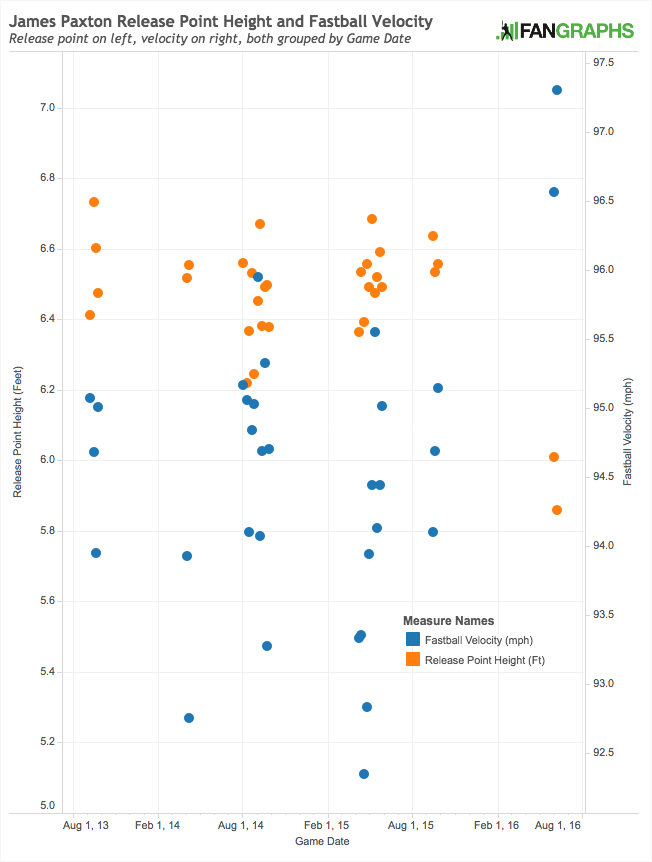 James Paxton Release Point Height and Fastball Velocity
Release point on left, velocity on right, both grouped by Game Date
FANGRAPHS
7.0
6.8
6.6
6.4
6.2
6.0
5.8
5.6
5.4
5.2
5.0
Release Point Height (Feet)
97.5
97.0
96.5
96.0
95.5
95.0
94.5
94.0
93.5
93.0
92.5
Fastball Velocity (mph)
Measure Names
Fastball Velocity (mph)
Release Point Height (Ft)
Aug 1, 13
Feb 1, 14
Aug 1, 14
Feb 1, 15
Aug 1, 15
Feb 1, 16
Aug 1, 16
Game Date